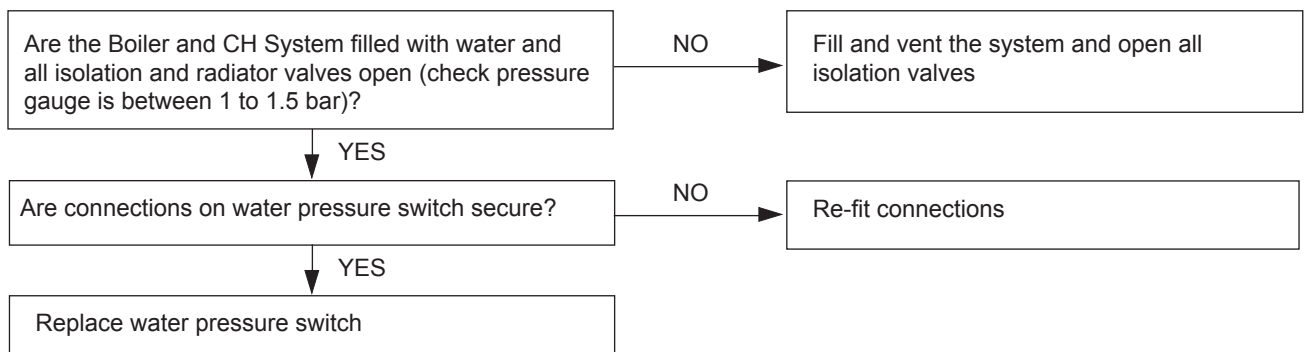 Are the Boiler and CH System filled with water and
all isolation and radiator valves open (check pressure
gauge is between 1 to 1.5 bar)?
NO
Fill and vent the system and open all
isolation valves
YES
Are connections on water pressure switch secure?
NO
Re-fit connections
YES
Replace water pressure switch